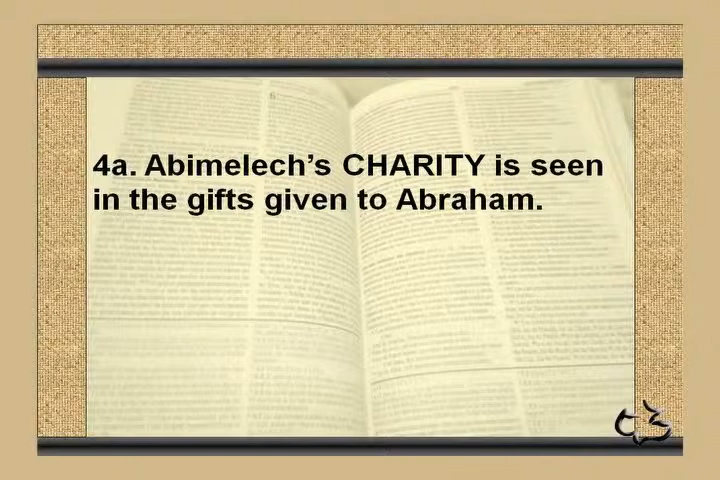 4a. Abimelech’s CHARITY is seen
in the gifts given to Abraham.